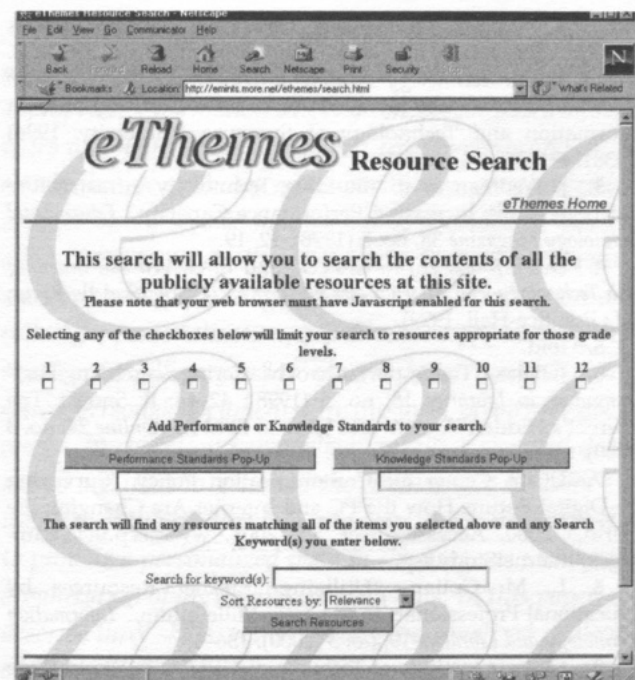 eThemes Resource Search - Netscape
File Edit View Go Communicator Help
Back Reload Home Search Netscape Print Security
Bookmarks Location: http://emints.more.net/ethemes/search.html What's Related
eThemes Resource Search
eThemes Home
This search will allow you to search the contents of all the
publicly available resources at this site.
Please note that your web browser must have Javascript enabled for this search.
Selecting any of the checkboxes below will limit your search to resources appropriate for those grade
levels.
1 2 3 4 5 6 7 8 9 10 11 12
Add Performance or Knowledge Standards to your search.
Performance Standards Pop-Up Knowledge Standards Pop-Up
The search will find any resources matching all of the items you selected above and any Search
Keyword(s) you enter below.
Search for keyword(s):
Sort Resources by: Relevance
Search Resources